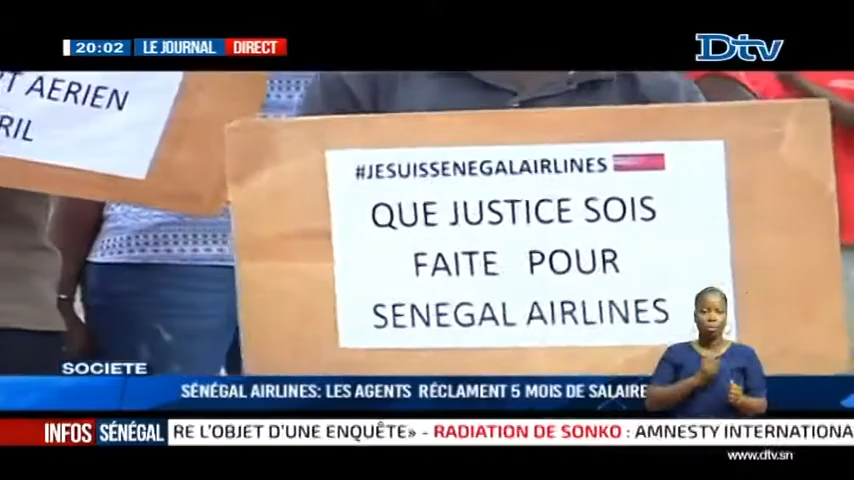 20:02 LE JOURNAL DIRECT
Dtv
T AERIEN
RIL
#JESUISSENEGALAIRLINES
QUE JUSTICE SOIS
FAITE POUR
SENEGAL AIRLINES
SOCIETE
SÉNÉGAL AIRLINES: LES AGENTS RÉCLAMENT 5 MOIS DE SALAIRE
INFOS SÉNÉGAL RE L'OBJET D'UNE ENQUÊTE» - RADIATION DE SONKO : AMNESTY INTERNATIONA
www.dtv.sn